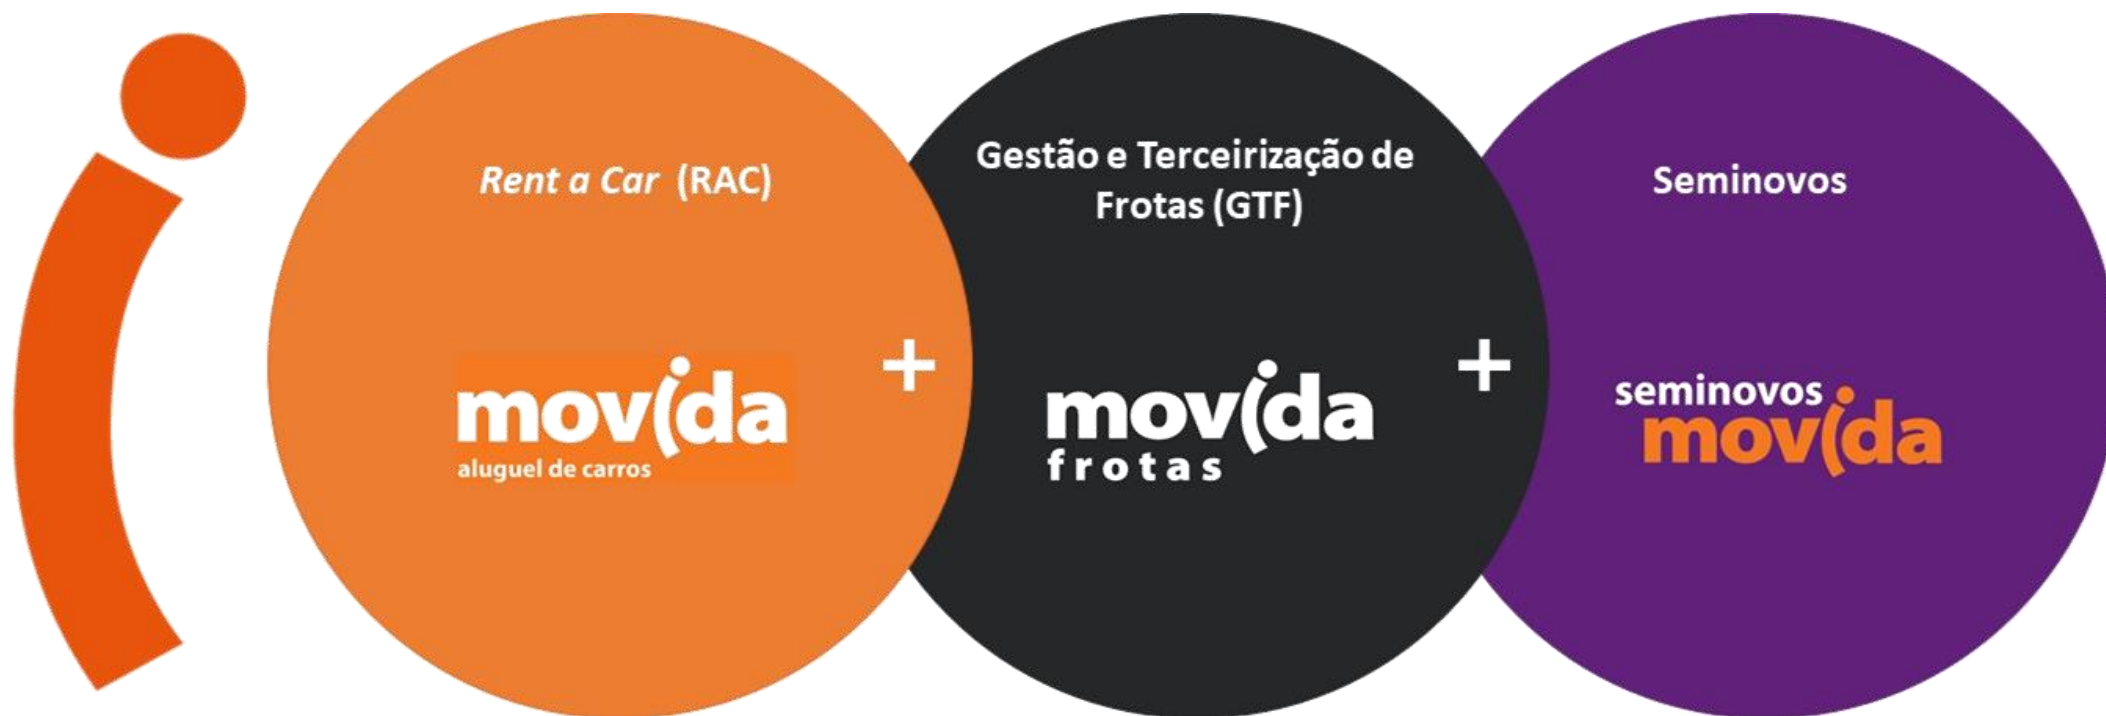 Rent a Car (RAC)
movida
aluguel de carros
+
Gestão e Terceirização de
Frotas (GTF)
movida
frotas
+
Seminovos
seminovos
movida